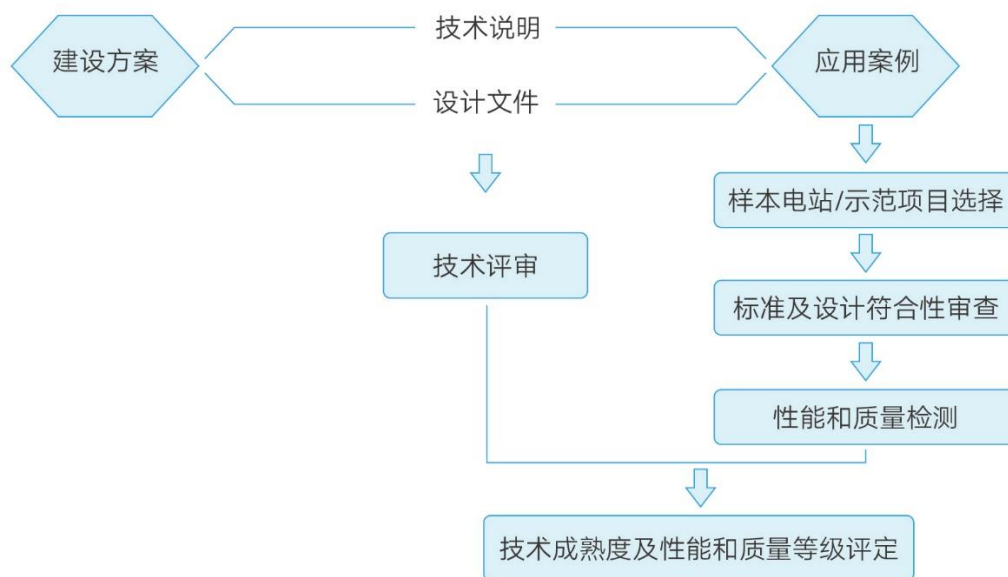 建设方案
技术说明
应用案例
设计文件
样本电站/示范项目选择
技术评审
标准及设计符合性审查
性能和质量检测
技术成熟度及性能和质量等级评定